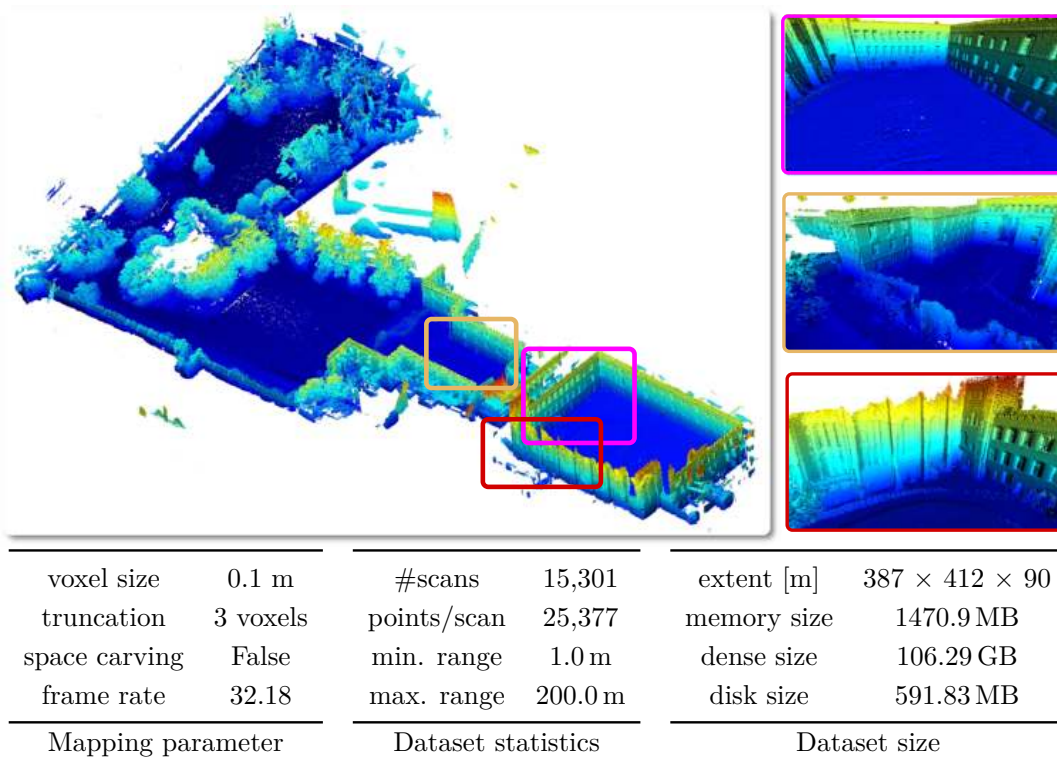 voxel size 0.1 m
truncation 3 voxels
space carving False
frame rate 32.18
Mapping parameter
#scans 15,301
points/scan 25,377
min. range 1.0 m
max. range 200.0 m
Dataset statistics
extent [m] 387 × 412 × 90
memory size 1470.9 MB
dense size 106.29 GB
disk size 591.83 MB
Dataset size